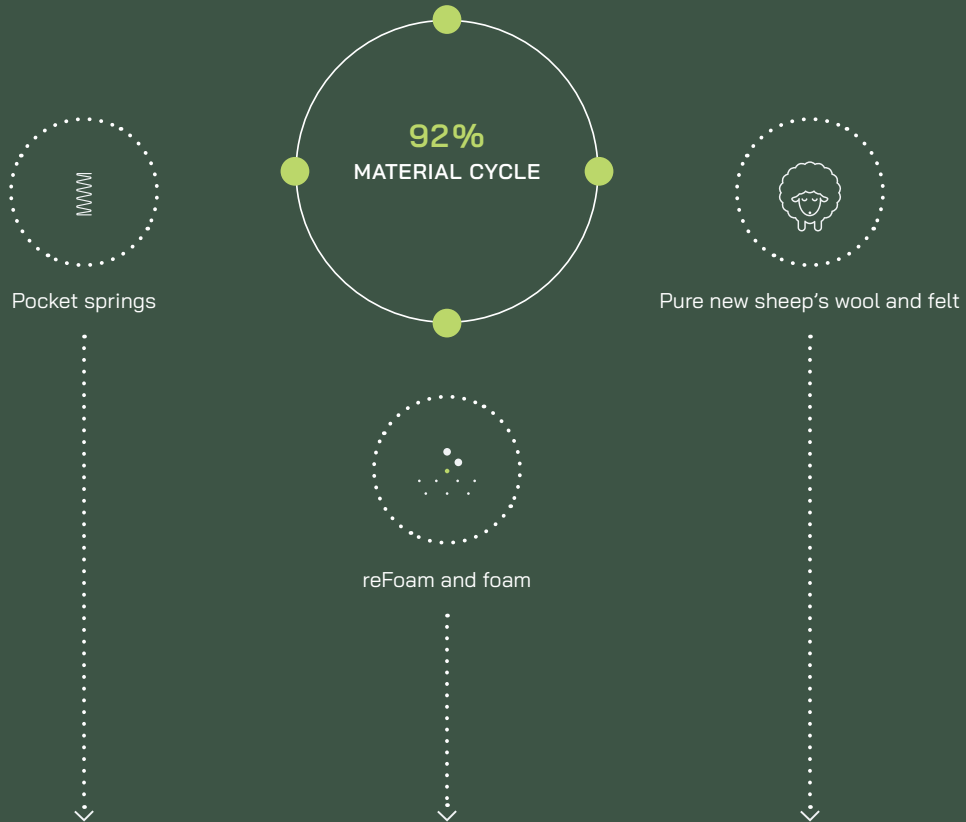 92%
MATERIAL CYCLE
Pocket springs
Pure new sheep's wool and felt
reFoam and foam